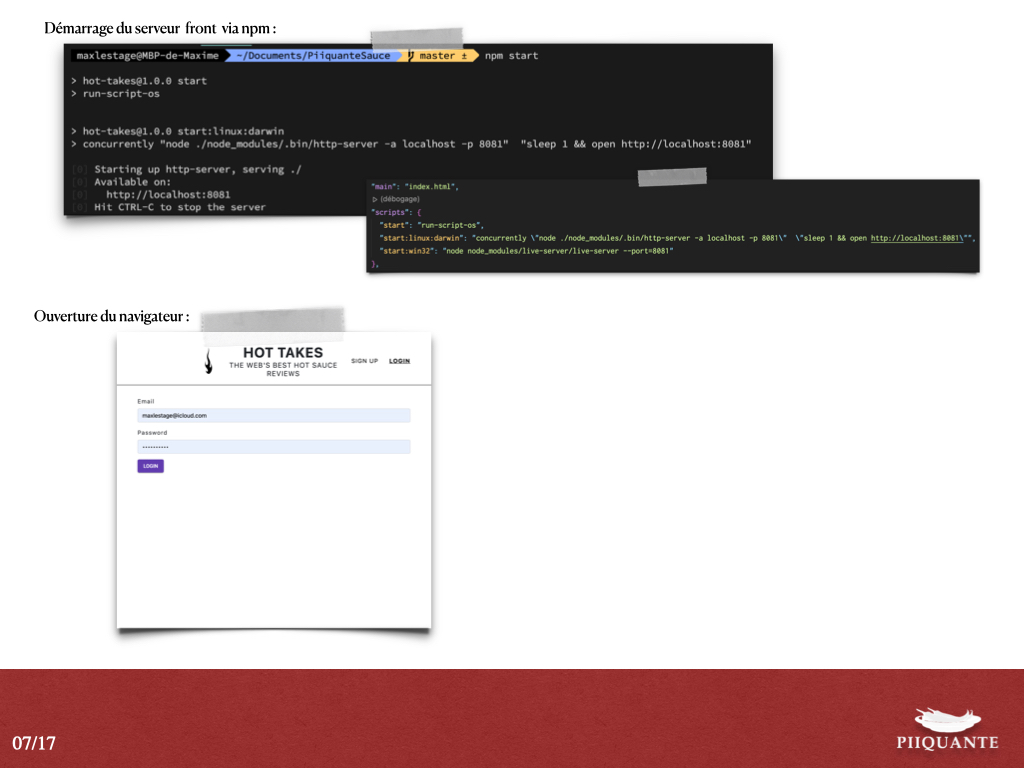 Démarrage du serveur front via npm :
maxlestage@MBP-de-Maxime ~/Documents/PiiquanteSauce master ± npm start
> hot-takes@1.0.0 start
> run-script-os
> hot-takes@1.0.0 start:linux:darwin
> concurrently "node ./node_modules/.bin/http-server -a localhost -p 8081" "sleep 1 && open http://localhost:8081"
[0] Starting up http-server, serving ./
[0] Available on:
[0] http://localhost:8081
[0] Hit CTRL-C to stop the server
"main": "index.html",
▷ (débogage)
"scripts": {
"start": "run-script-os",
"start:linux:darwin": "concurrently \"node ./node_modules/.bin/http-server -a localhost -p 8081\" \"sleep 1 && open http://localhost:8081\"",
"start:win32": "node node_modules/live-server/live-server --port=8081"
},
Ouverture du navigateur :
HOT TAKES
THE WEB'S BEST HOT SAUCE
REVIEWS
SIGN UP LOGIN
Email
maxlestage@icloud.com
Password
••••••••••
LOGIN
07/17
PIIQUANTE